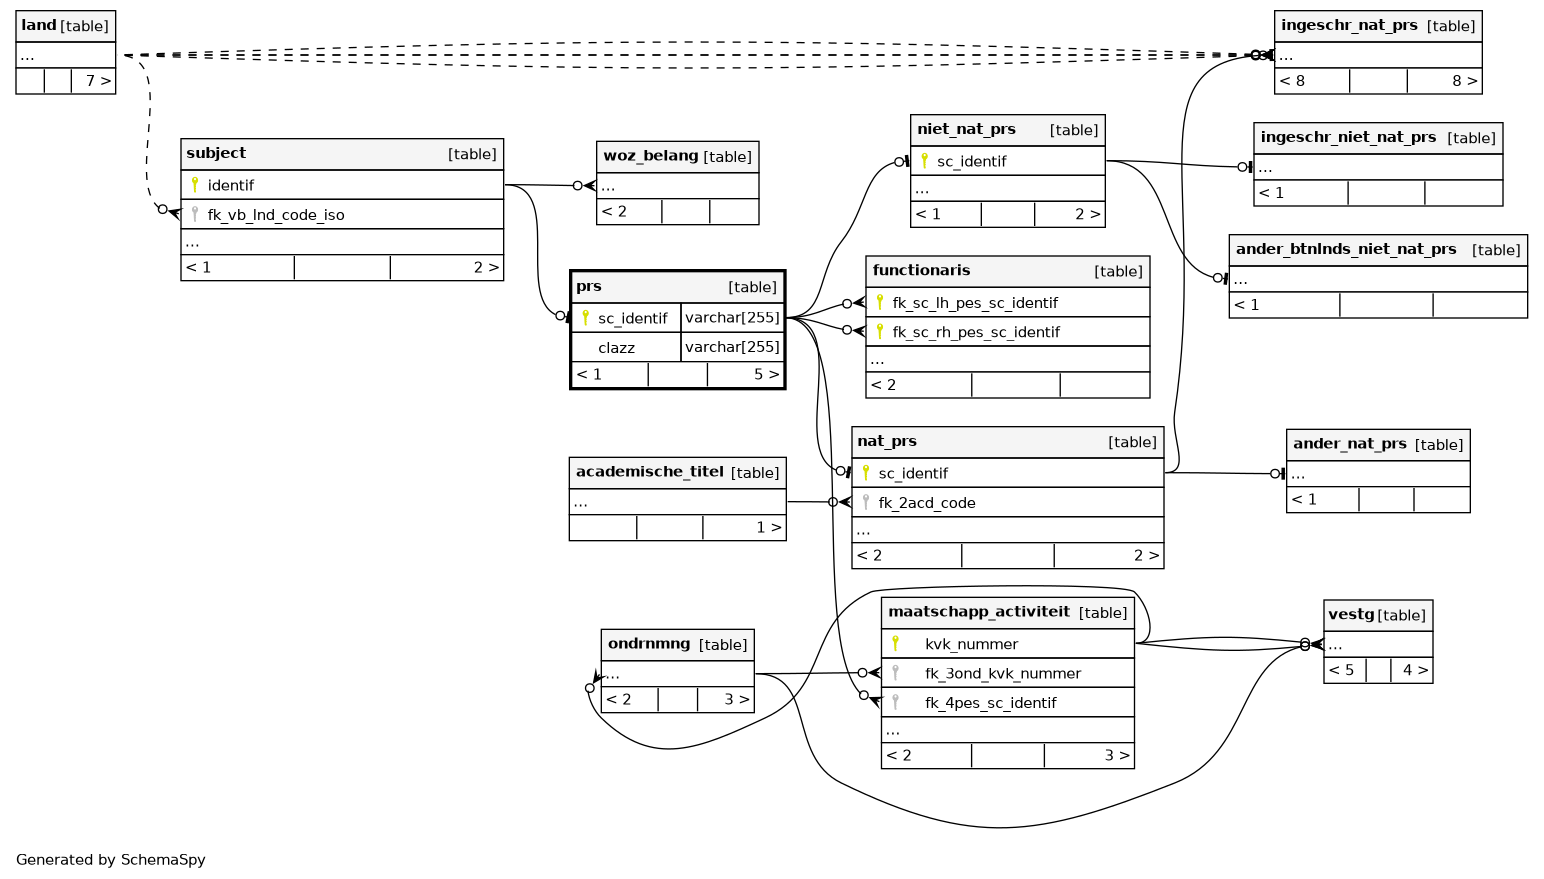 land [table]
...
7 >
subject [table]
identif
fk_vb_lnd_code_iso
...
< 1 2 >
woz_belang [table]
...
< 2
prs [table]
sc_identif varchar[255]
clazz varchar[255]
< 1 5 >
academische_titel [table]
...
1 >
ondrnmng [table]
...
< 2 3 >
niet_nat_prs [table]
sc_identif
...
< 1 2 >
functionaris [table]
fk_sc_lh_pes_sc_identif
fk_sc_rh_pes_sc_identif
...
< 2
nat_prs [table]
sc_identif
fk_2acd_code
...
< 2 2 >
maatschapp_activiteit [table]
kvk_nummer
fk_3ond_kvk_nummer
fk_4pes_sc_identif
...
< 2 3 >
ingeschr_nat_prs [table]
...
< 8 8 >
ingeschr_niet_nat_prs [table]
...
< 1
ander_btnlnds_niet_nat_prs [table]
...
< 1
ander_nat_prs [table]
...
< 1
vestg [table]
...
< 5 4 >
Generated by SchemaSpy